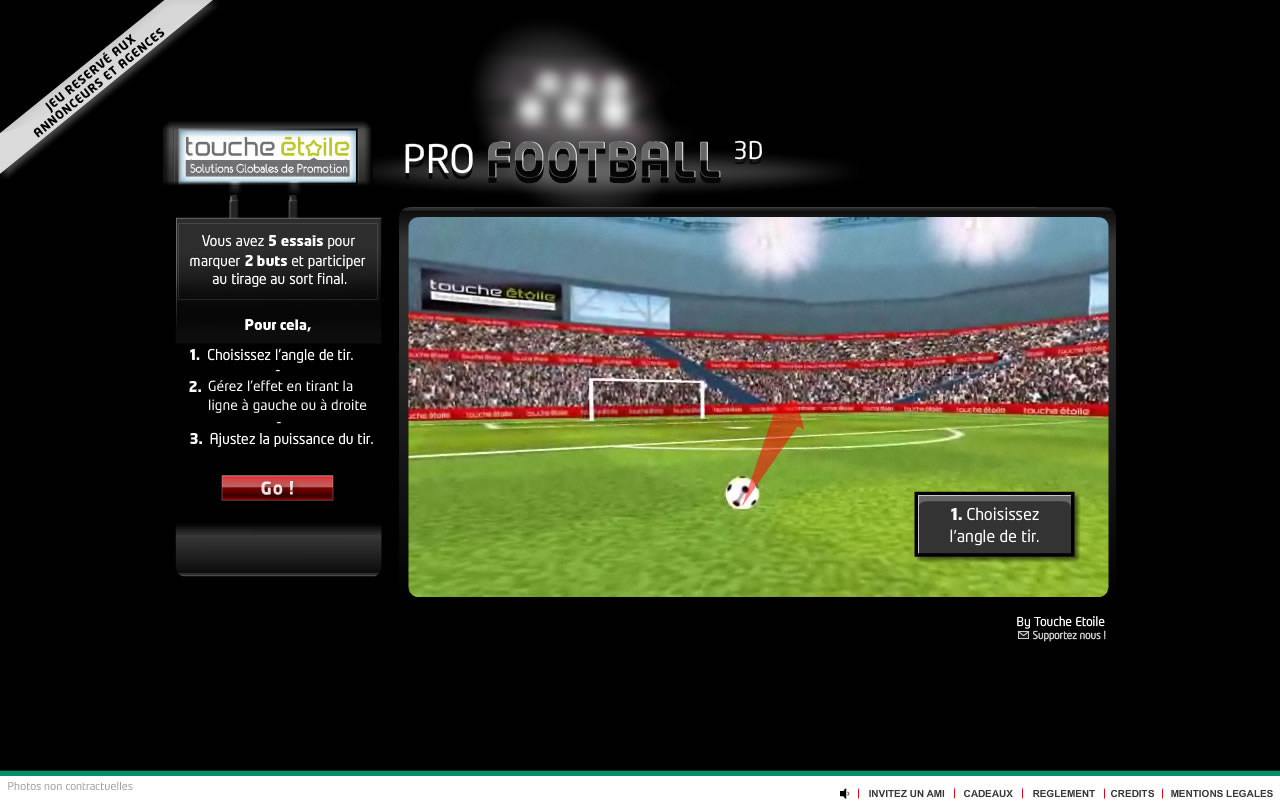 JEU RESERVÉ AUX
ANNONCEURS ET AGENCES
touche étoile
Solutions Globales de Promotion
PRO FOOTBALL 3D
Vous avez 5 essais pour
marquer 2 buts et participer
au tirage au sort final.
Pour cela,
1. Choisissez l'angle de tir.
-
2. Gérez l'effet en tirant la
ligne à gauche ou à droite
-
3. Ajustez la puissance du tir.
Go !
touche étoile
touche étoile
1. Choisissez
l'angle de tir.
By Touche Etoile
Supportez nous !
Photos non contractuelles
INVITEZ UN AMI | CADEAUX | REGLEMENT | CREDITS | MENTIONS LEGALES